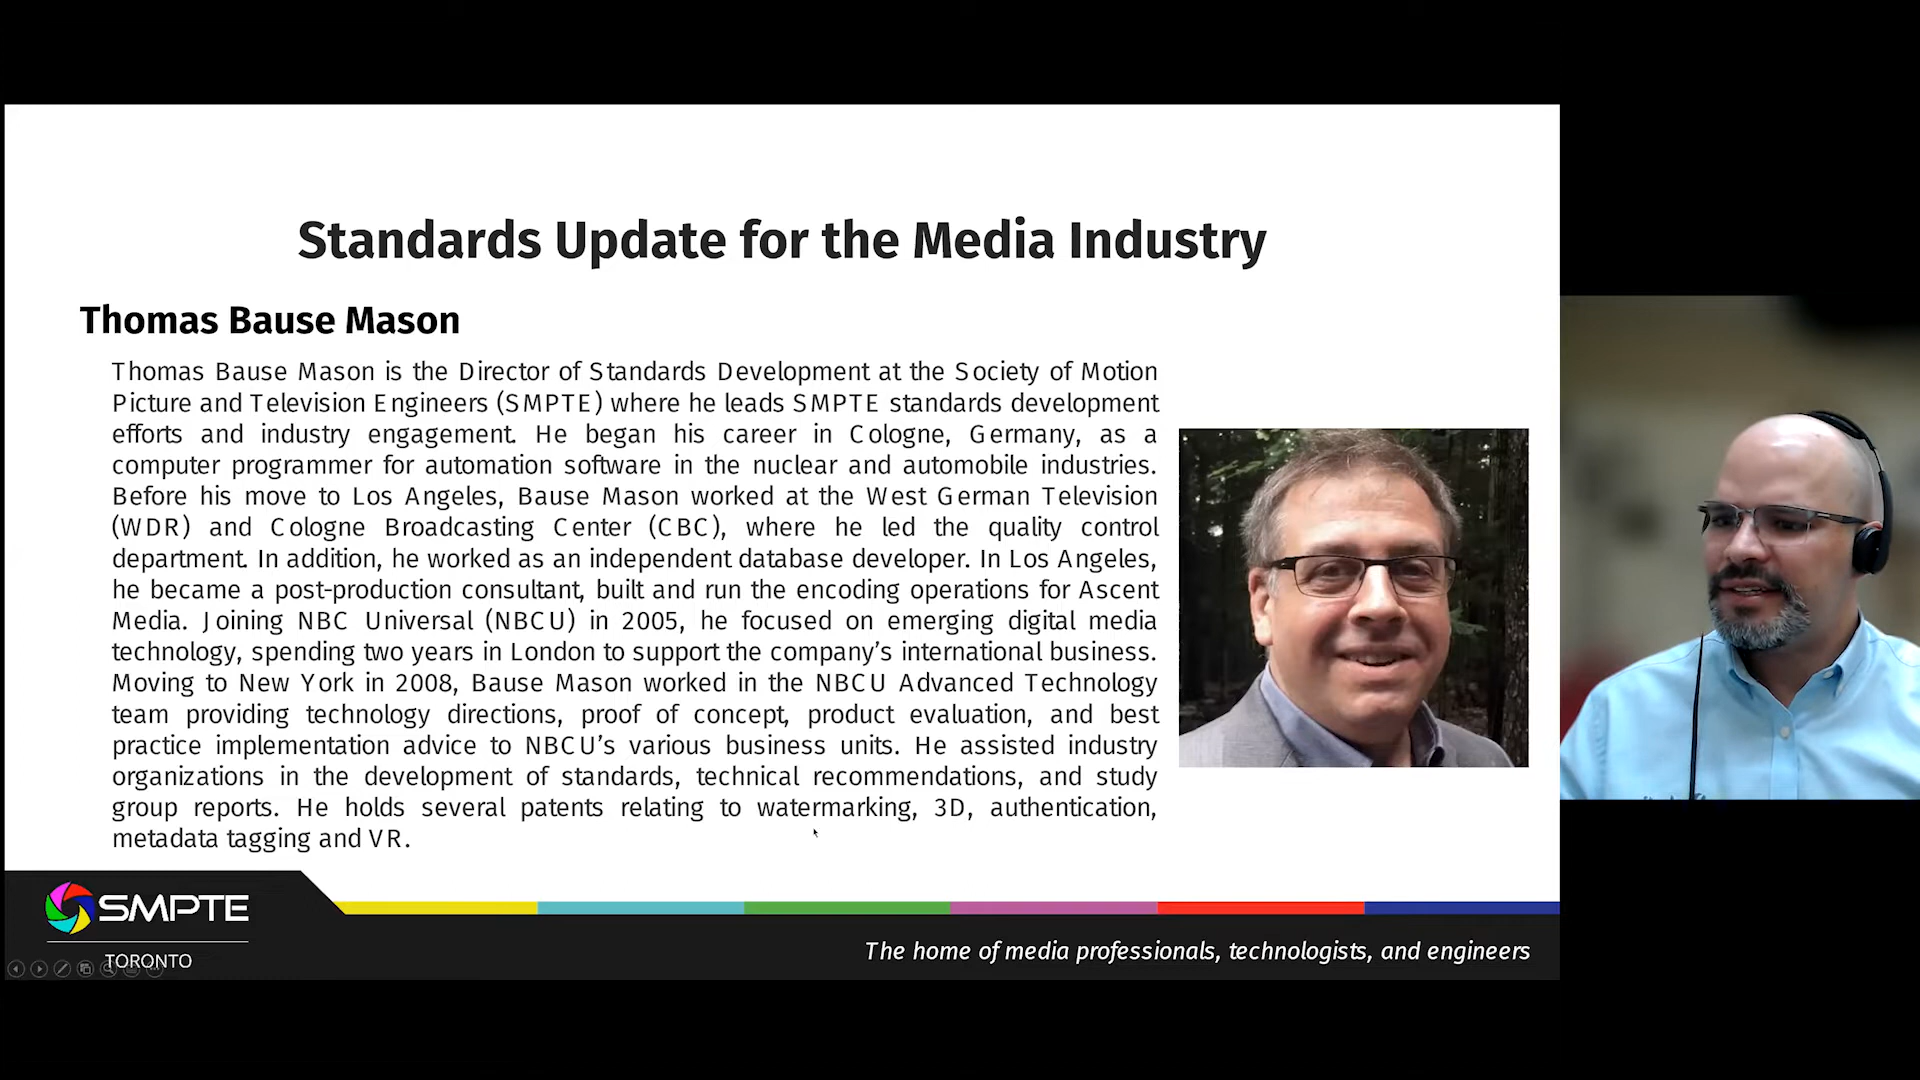 Standards Update for the Media Industry
Thomas Bause Mason
Thomas Bause Mason is the Director of Standards Development at the Society of Motion
Picture and Television Engineers (SMPTE) where he leads SMPTE standards development
efforts and industry engagement. He began his career in Cologne, Germany, as a
computer programmer for automation software in the nuclear and automobile industries.
Before his move to Los Angeles, Bause Mason worked at the West German Television
(WDR) and Cologne Broadcasting Center (CBC), where he led the quality control
department. In addition, he worked as an independent database developer. In Los Angeles,
he became a post-production consultant, built and run the encoding operations for Ascent
Media. Joining NBC Universal (NBCU) in 2005, he focused on emerging digital media
technology, spending two years in London to support the company’s international business.
Moving to New York in 2008, Bause Mason worked in the NBCU Advanced Technology
team providing technology directions, proof of concept, product evaluation, and best
practice implementation advice to NBCU’s various business units. He assisted industry
organizations in the development of standards, technical recommendations, and study
group reports. He holds several patents relating to watermarking, 3D, authentication,
metadata tagging and VR.
SMPTE
TORONTO
The home of media professionals, technologists, and engineers